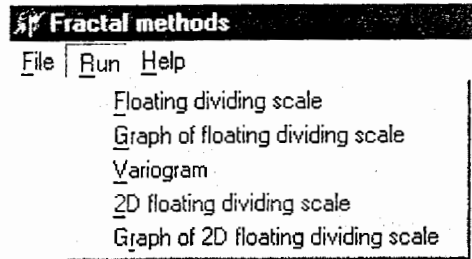 Fractal methods
File Run Help
Floating dividing scale
Graph of floating dividing scale
Variogram
2D floating dividing scale
Graph of 2D floating dividing scale